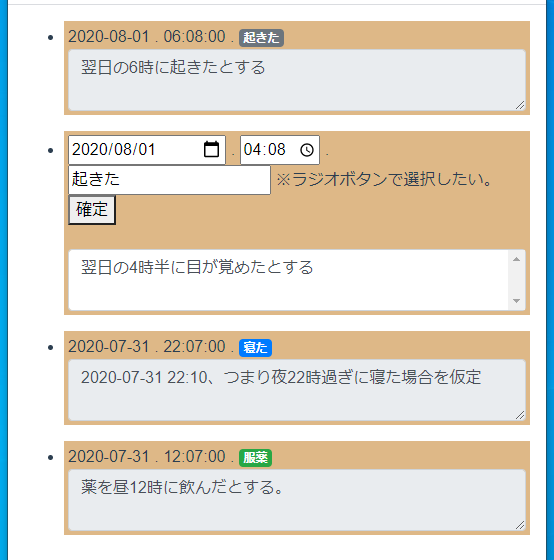 2020-08-01 . 06:08:00 . 起きた
翌日の6時に起きたとする
2020/08/01 . 04:08 .
起きた ※ラジオボタンで選択したい。
確定
翌日の4時半に目が覚めたとする
2020-07-31 . 22:07:00 . 寝た
2020-07-31 22:10、つまり夜22時過ぎに寝た場合を仮定
2020-07-31 . 12:07:00 . 服薬
薬を昼12時に飲んだとする。